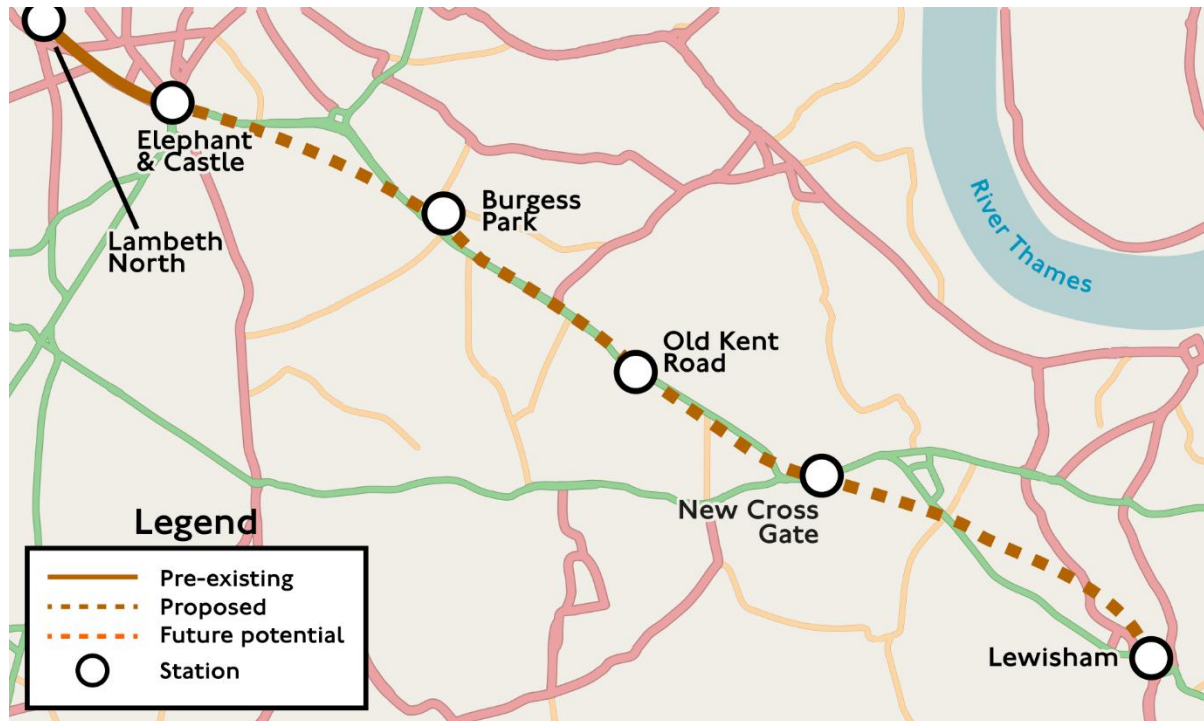 Elephant
& Castle
Lambeth
North
Burgess
Park
River Thames
Old Kent
Road
New Cross
Gate
Lewisham
Legend
Pre-existing
Proposed
Future potential
Station